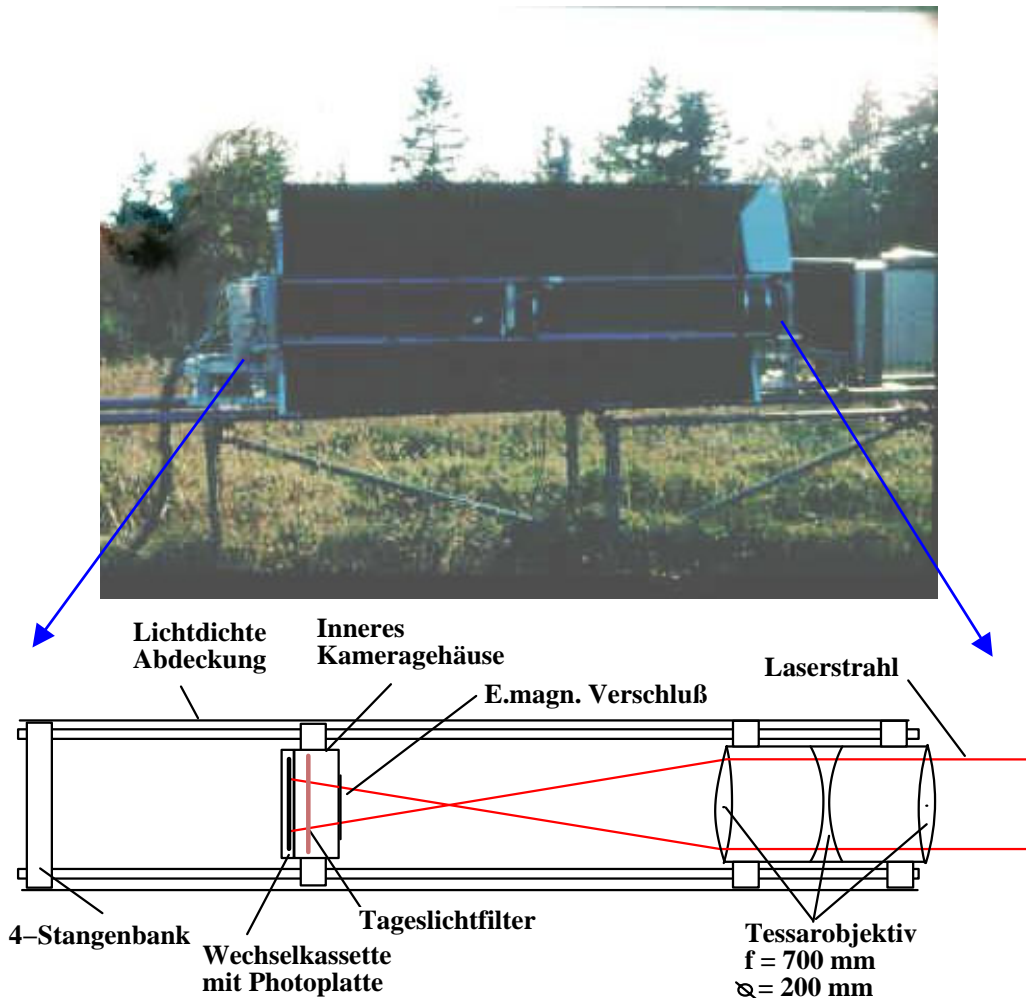 Lichtdichte
Abdeckung
Inneres
Kameragehäuse
E.magn. Verschluß
Laserstrahl
4–Stangenbank
Wechselkassette
mit Photoplatte
Tageslichtfilter
Tessarobjektiv
f = 700 mm
⌀ = 200 mm